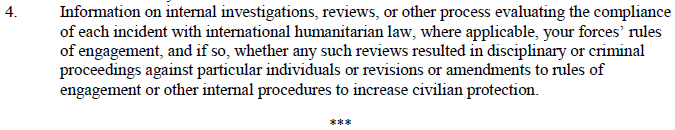 4. Information on internal investigations, reviews, or other process evaluating the compliance
of each incident with international humanitarian law, where applicable, your forces’ rules
of engagement, and if so, whether any such reviews resulted in disciplinary or criminal
proceedings against particular individuals or revisions or amendments to rules of
engagement or other internal procedures to increase civilian protection.
***